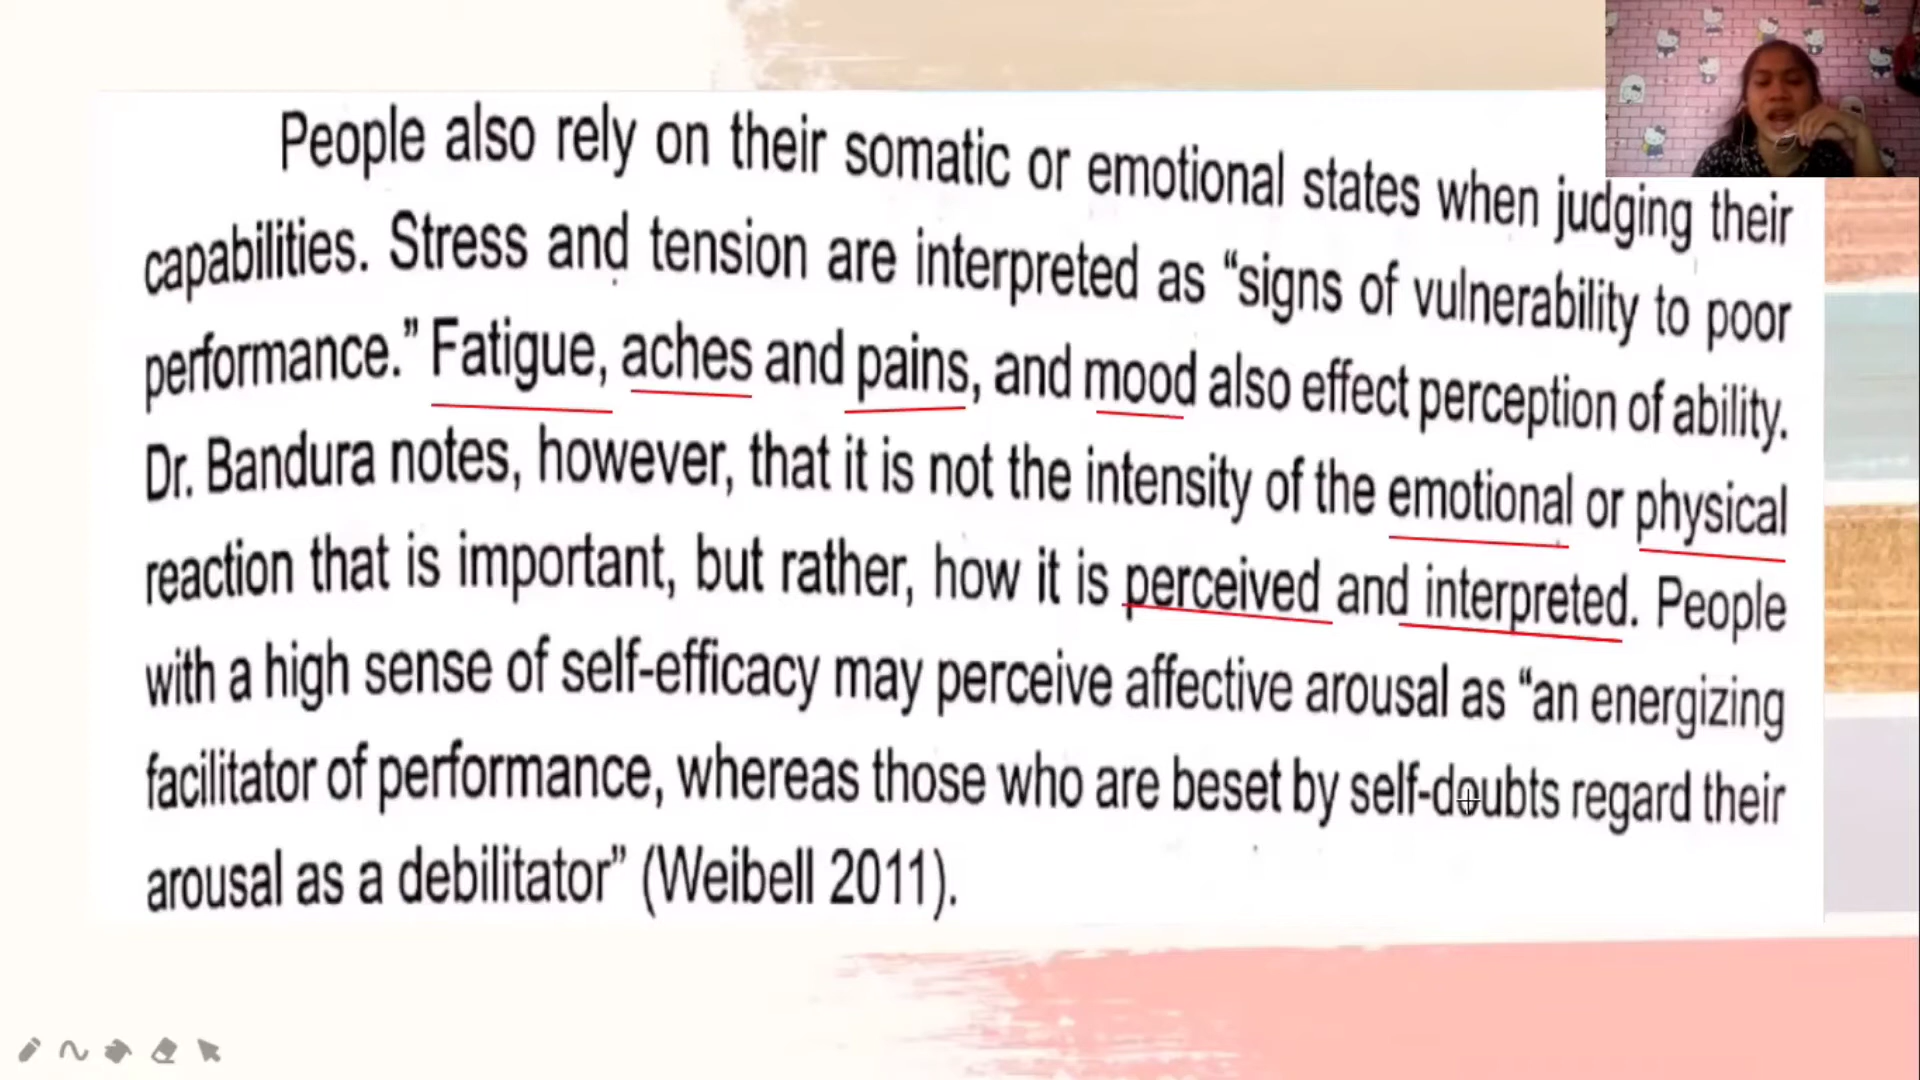 People also rely on their somatic or emotional states when judging their
capabilities. Stress and tension are interpreted as “signs of vulnerability to poor
performance.” Fatigue, aches and pains, and mood also effect perception of ability.
Dr. Bandura notes, however, that it is not the intensity of the emotional or physical
reaction that is important, but rather, how it is perceived and interpreted. People
with a high sense of self-efficacy may perceive affective arousal as “an energizing
facilitator of performance, whereas those who are beset by self-doubts regard their
arousal as a debilitator” (Weibell 2011).